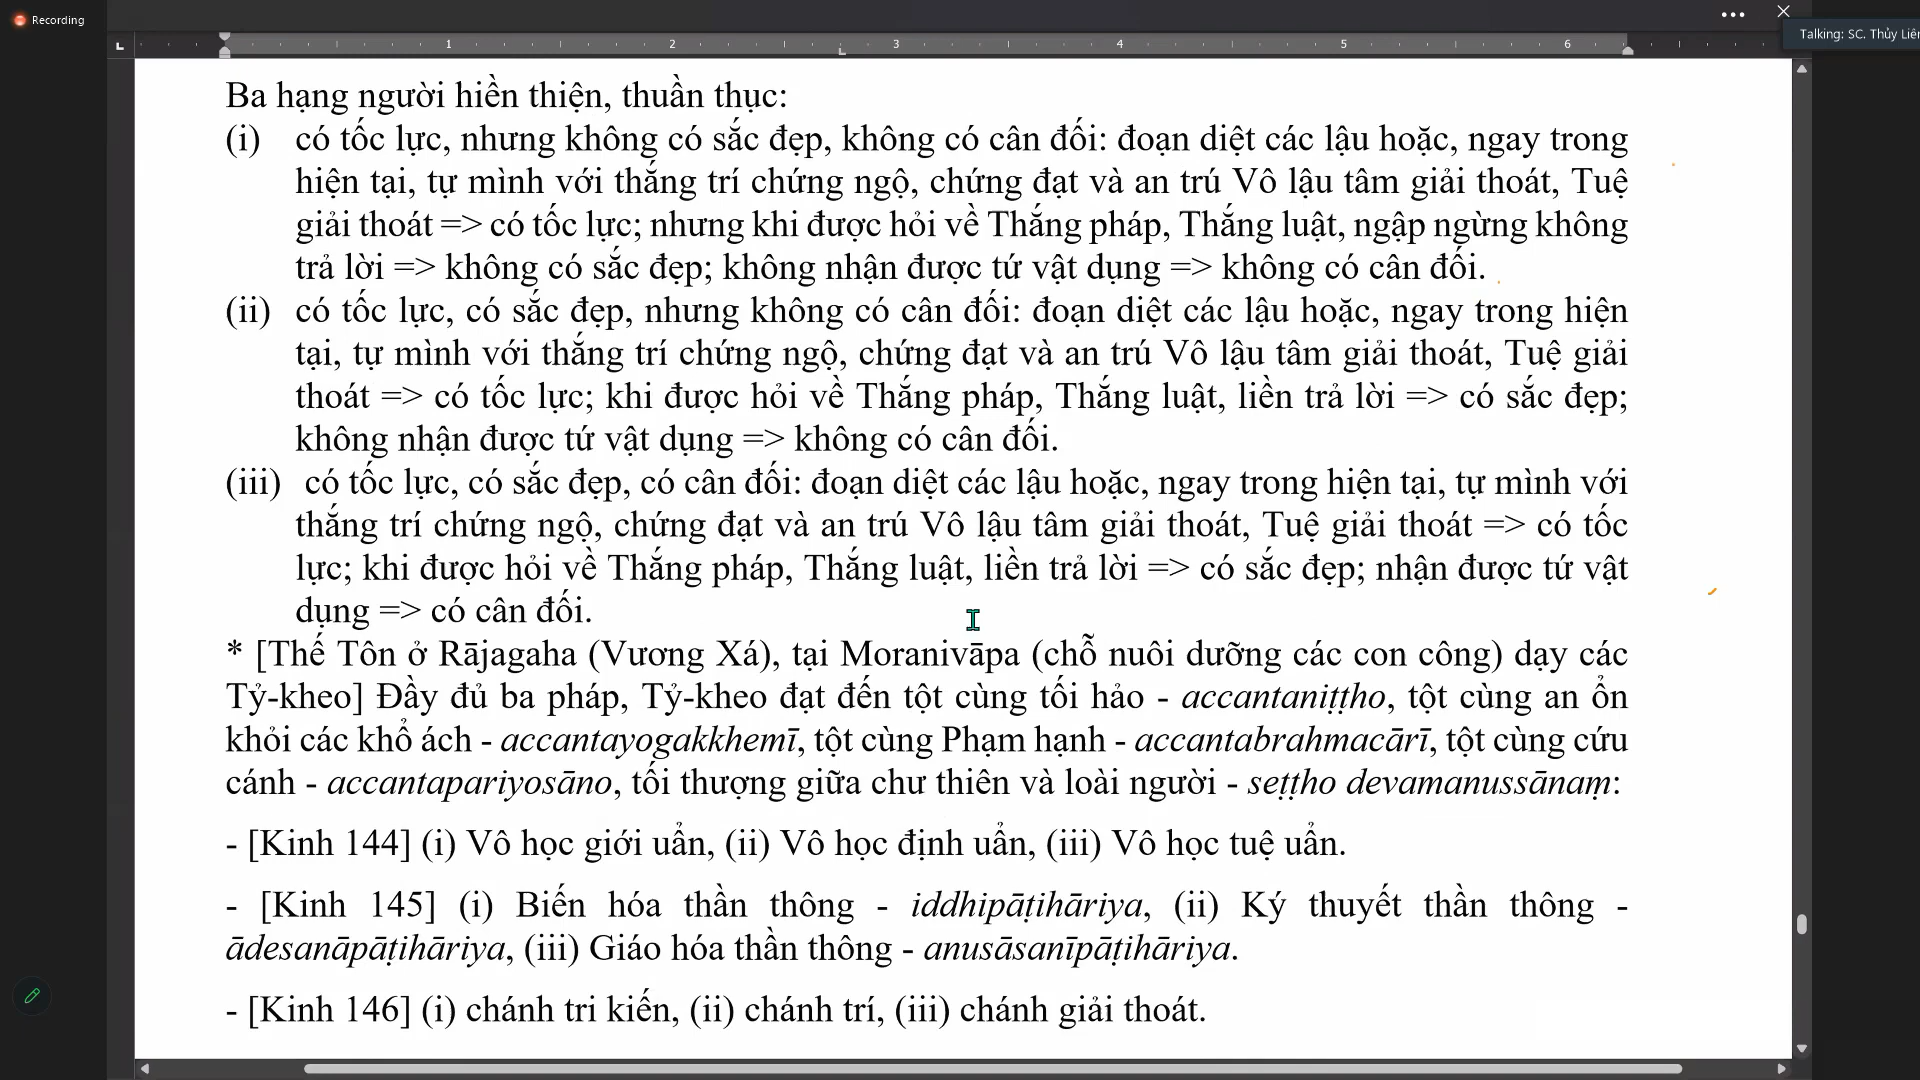 Recording
Talking: SC. Thủy Liê
1 2 3 4 5 6
Ba hạng người hiền thiện, thuần thục:
(i) có tốc lực, nhưng không có sắc đẹp, không có cân đối: đoạn diệt các lậu hoặc, ngay trong
hiện tại, tự mình với thắng trí chứng ngộ, chứng đạt và an trú Vô lậu tâm giải thoát, Tuệ
giải thoát => có tốc lực; nhưng khi được hỏi về Thắng pháp, Thắng luật, ngập ngừng không
trả lời => không có sắc đẹp; không nhận được tứ vật dụng => không có cân đối.
(ii) có tốc lực, có sắc đẹp, nhưng không có cân đối: đoạn diệt các lậu hoặc, ngay trong hiện
tại, tự mình với thắng trí chứng ngộ, chứng đạt và an trú Vô lậu tâm giải thoát, Tuệ giải
thoát => có tốc lực; khi được hỏi về Thắng pháp, Thắng luật, liền trả lời => có sắc đẹp;
không nhận được tứ vật dụng => không có cân đối.
(iii) có tốc lực, có sắc đẹp, có cân đối: đoạn diệt các lậu hoặc, ngay trong hiện tại, tự mình với
thắng trí chứng ngộ, chứng đạt và an trú Vô lậu tâm giải thoát, Tuệ giải thoát => có tốc
lực; khi được hỏi về Thắng pháp, Thắng luật, liền trả lời => có sắc đẹp; nhận được tứ vật
dụng => có cân đối.
* [Thế Tôn ở Rājagaha (Vương Xá), tại Moranivāpa (chỗ nuôi dưỡng các con công) dạy các
Tỷ-kheo] Đầy đủ ba pháp, Tỷ-kheo đạt đến tột cùng tối hảo - accantaniṭṭho, tột cùng an ổn
khỏi các khổ ách - accantayogakkhemī, tột cùng Phạm hạnh - accantabrahmacārī, tột cùng cứu
cánh - accantapariyosāno, tối thượng giữa chư thiên và loài người - seṭṭho devamanussānaṃ:
- [Kinh 144] (i) Vô học giới uẩn, (ii) Vô học định uẩn, (iii) Vô học tuệ uẩn.
- [Kinh 145] (i) Biến hóa thần thông - iddhipāṭihāriya, (ii) Ký thuyết thần thông -
ādesanāpāṭihāriya, (iii) Giáo hóa thần thông - anusāsanīpāṭihāriya.
- [Kinh 146] (i) chánh tri kiến, (ii) chánh trí, (iii) chánh giải thoát.